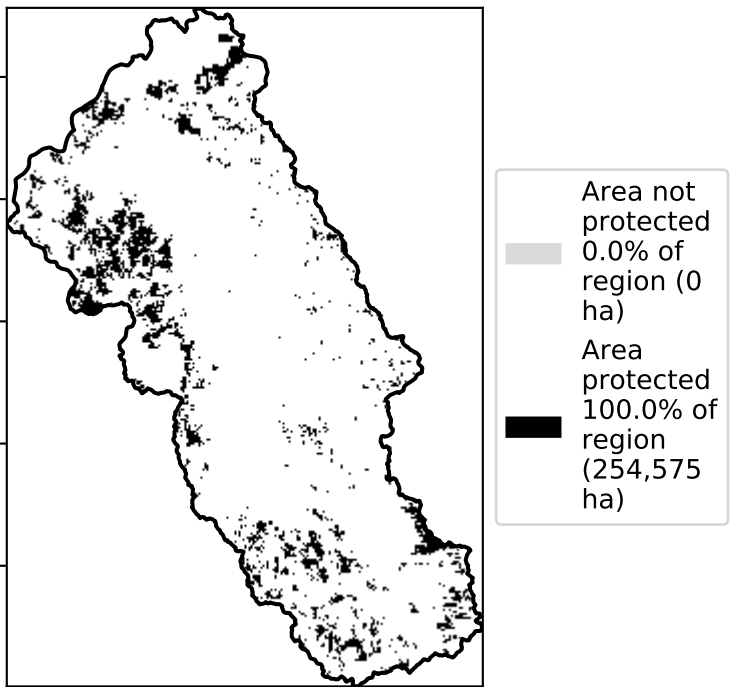 Area not
protected
0.0% of
region (0
ha)
Area
protected
100.0% of
region
(254,575
ha)